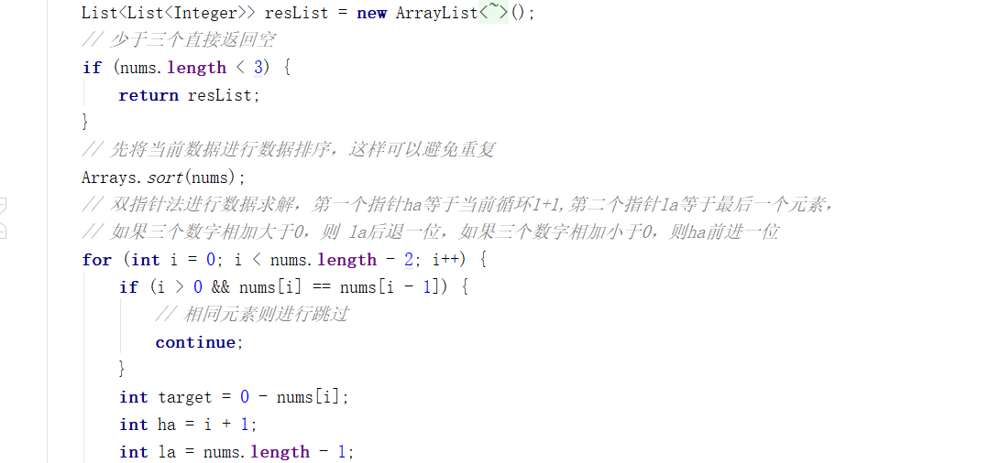 List<List<Integer>> resList = new ArrayList<~>();
// 少于三个直接返回空
if (nums.length < 3) {
return resList;
}
// 先将当前数据进行数据排序，这样可以避免重复
Arrays.sort(nums);
// 双指针法进行数据求解，第一个指针ha等于当前循环l+1,第二个指针la等于最后一个元素，
// 如果三个数字相加大于0，则 la后退一位，如果三个数字相加小于0，则ha前进一位
for (int i = 0; i < nums.length - 2; i++) {
if (i > 0 && nums[i] == nums[i - 1]) {
// 相同元素则进行跳过
continue;
}
int target = 0 - nums[i];
int ha = i + 1;
int la = nums.length - 1;